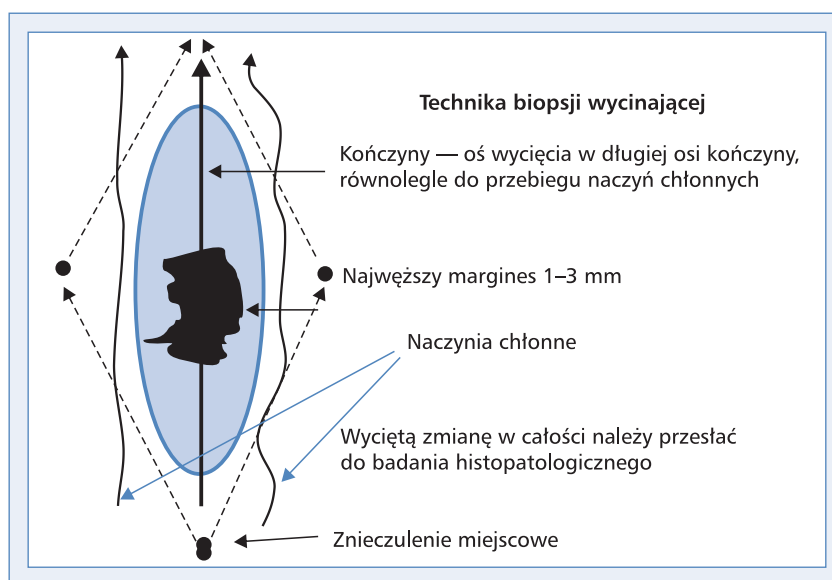 Technika biopsji wycinającej
Kończyny — oś wycięcia w długiej osi kończyny,
równolegle do przebiegu naczyń chłonnych
Najwęższy margines 1–3 mm
Naczynia chłonne
Wyciętą zmianę w całości należy przesłać
do badania histopatologicznego
Znieczulenie miejscowe